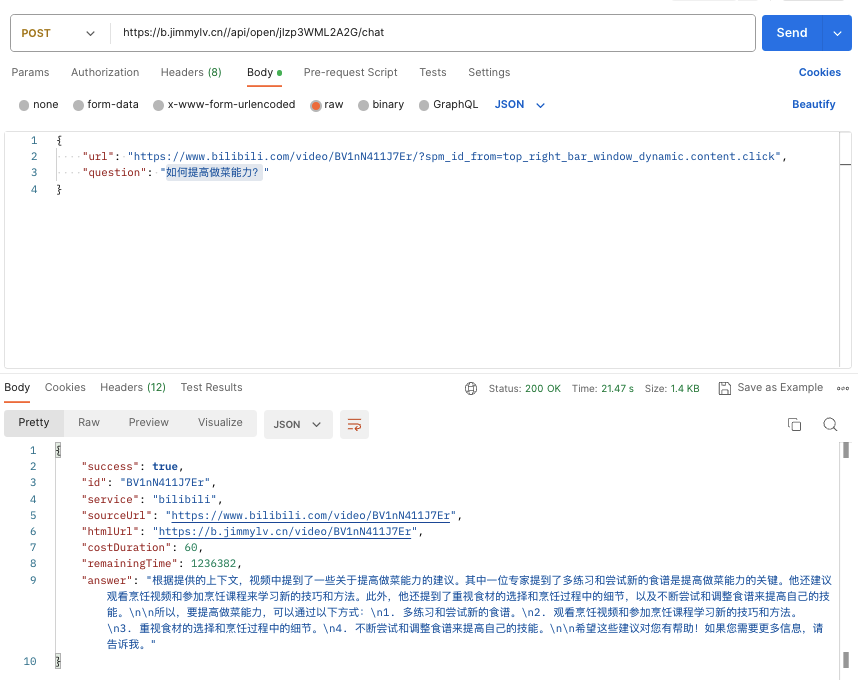 POST https://b.jimmylv.cn//api/open/jlzp3WML2A2G/chat Send
Params Authorization Headers (8) Body Pre-request Script Tests Settings Cookies
none form-data x-www-form-urlencoded raw binary GraphQL JSON Beautify
1 {
2 "url": "https://www.bilibili.com/video/BV1nN411J7Er/?spm_id_from=top_right_bar_window_dynamic.content.click",
3 "question": "如何提高做菜能力？"
4 }
Body Cookies Headers (12) Test Results Status: 200 OK Time: 21.47 s Size: 1.4 KB Save as Example
Pretty Raw Preview Visualize JSON
1 {
2 "success": true,
3 "id": "BV1nN411J7Er",
4 "service": "bilibili",
5 "sourceUrl": "https://www.bilibili.com/video/BV1nN411J7Er",
6 "htmlUrl": "https://b.jimmylv.cn/video/BV1nN411J7Er",
7 "costDuration": 60,
8 "remainingTime": 1236382,
9 "answer": "根据提供的上下文，视频中提到了一些关于提高做菜能力的建议。其中一位专家提到了多练习和尝试新的食谱是提高做菜能力的关键。他还建议
观看烹饪视频和参加烹饪课程来学习新的技巧和方法。此外，他还提到了重视食材的选择和烹饪过程中的细节，以及不断尝试和调整食谱来提高自己的技
能。\n\n所以，要提高做菜能力，可以通过以下方式：\n1. 多练习和尝试新的食谱。\n2. 观看烹饪视频和参加烹饪课程学习新的技巧和方法。
\n3. 重视食材的选择和烹饪过程中的细节。\n4. 不断尝试和调整食谱来提高自己的技能。\n\n希望这些建议对您有帮助！如果您需要更多信息，请
告诉我。"
10 }